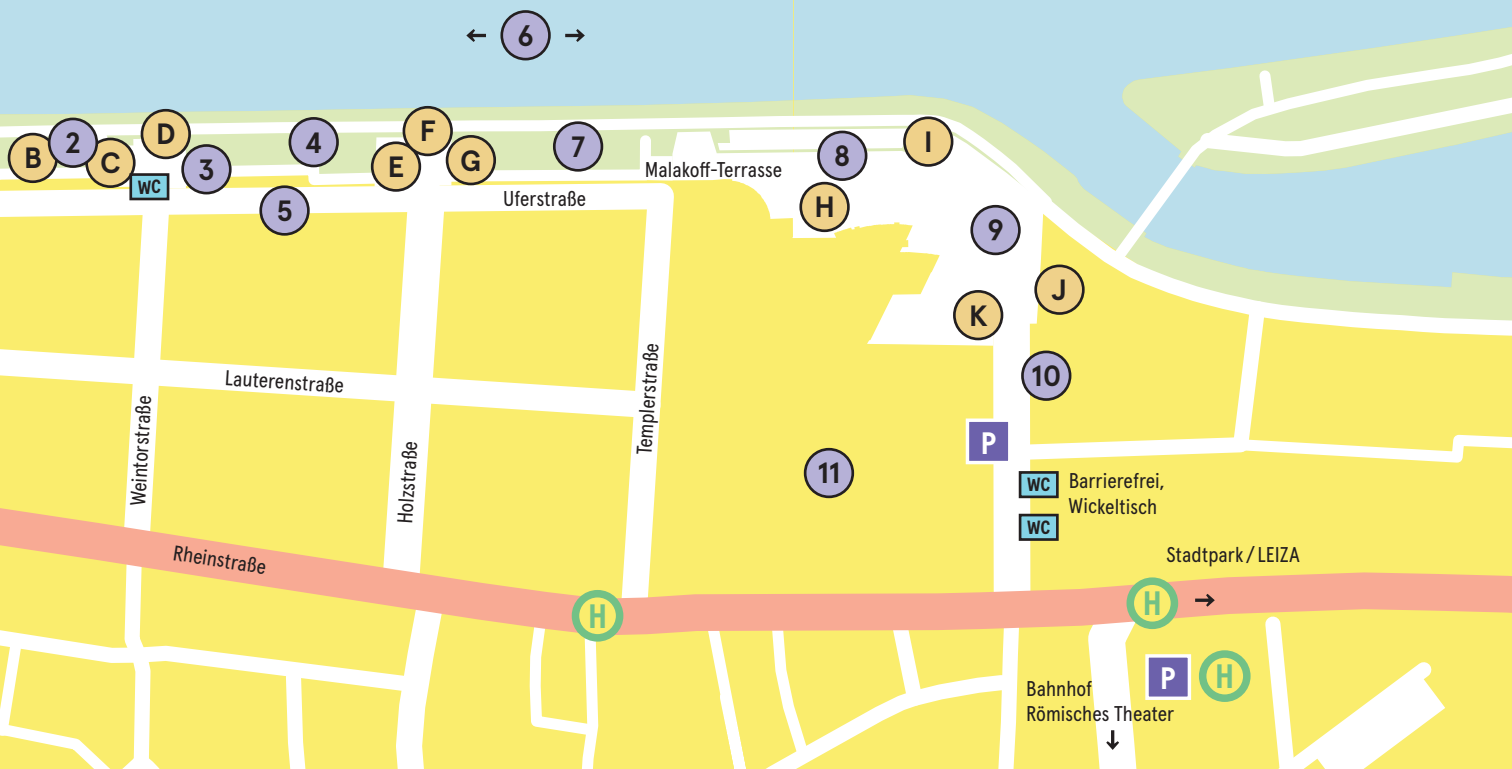 ← 6 →
B
2
C
D
3
4
E
F
G
7
8
I
WC
5
Malakoff-Terrasse
Uferstraße
H
9
J
K
Lauterenstraße
10
Weintorstraße
Holzstraße
Templerstraße
P
11
WC
Barrierefrei,
Wickeltisch
WC
Rheinstraße
Stadtpark / LEIZA
H
H →
P
H
Bahnhof
Römisches Theater
↓